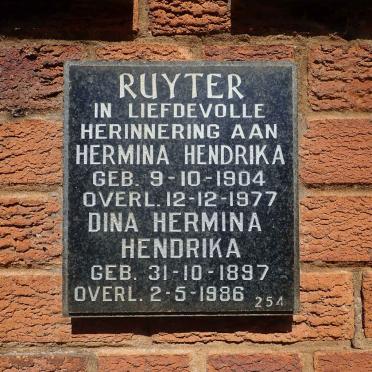 RUYTER
IN LIEFDEVOLLE
HERINNERING AAN
HERMINA HENDRIKA
GEB. 9-10-1904
OVERL. 12-12-1977
DINA HERMINA
HENDRIKA
GEB. 31-10-1897
OVERL. 2-5-1986
254